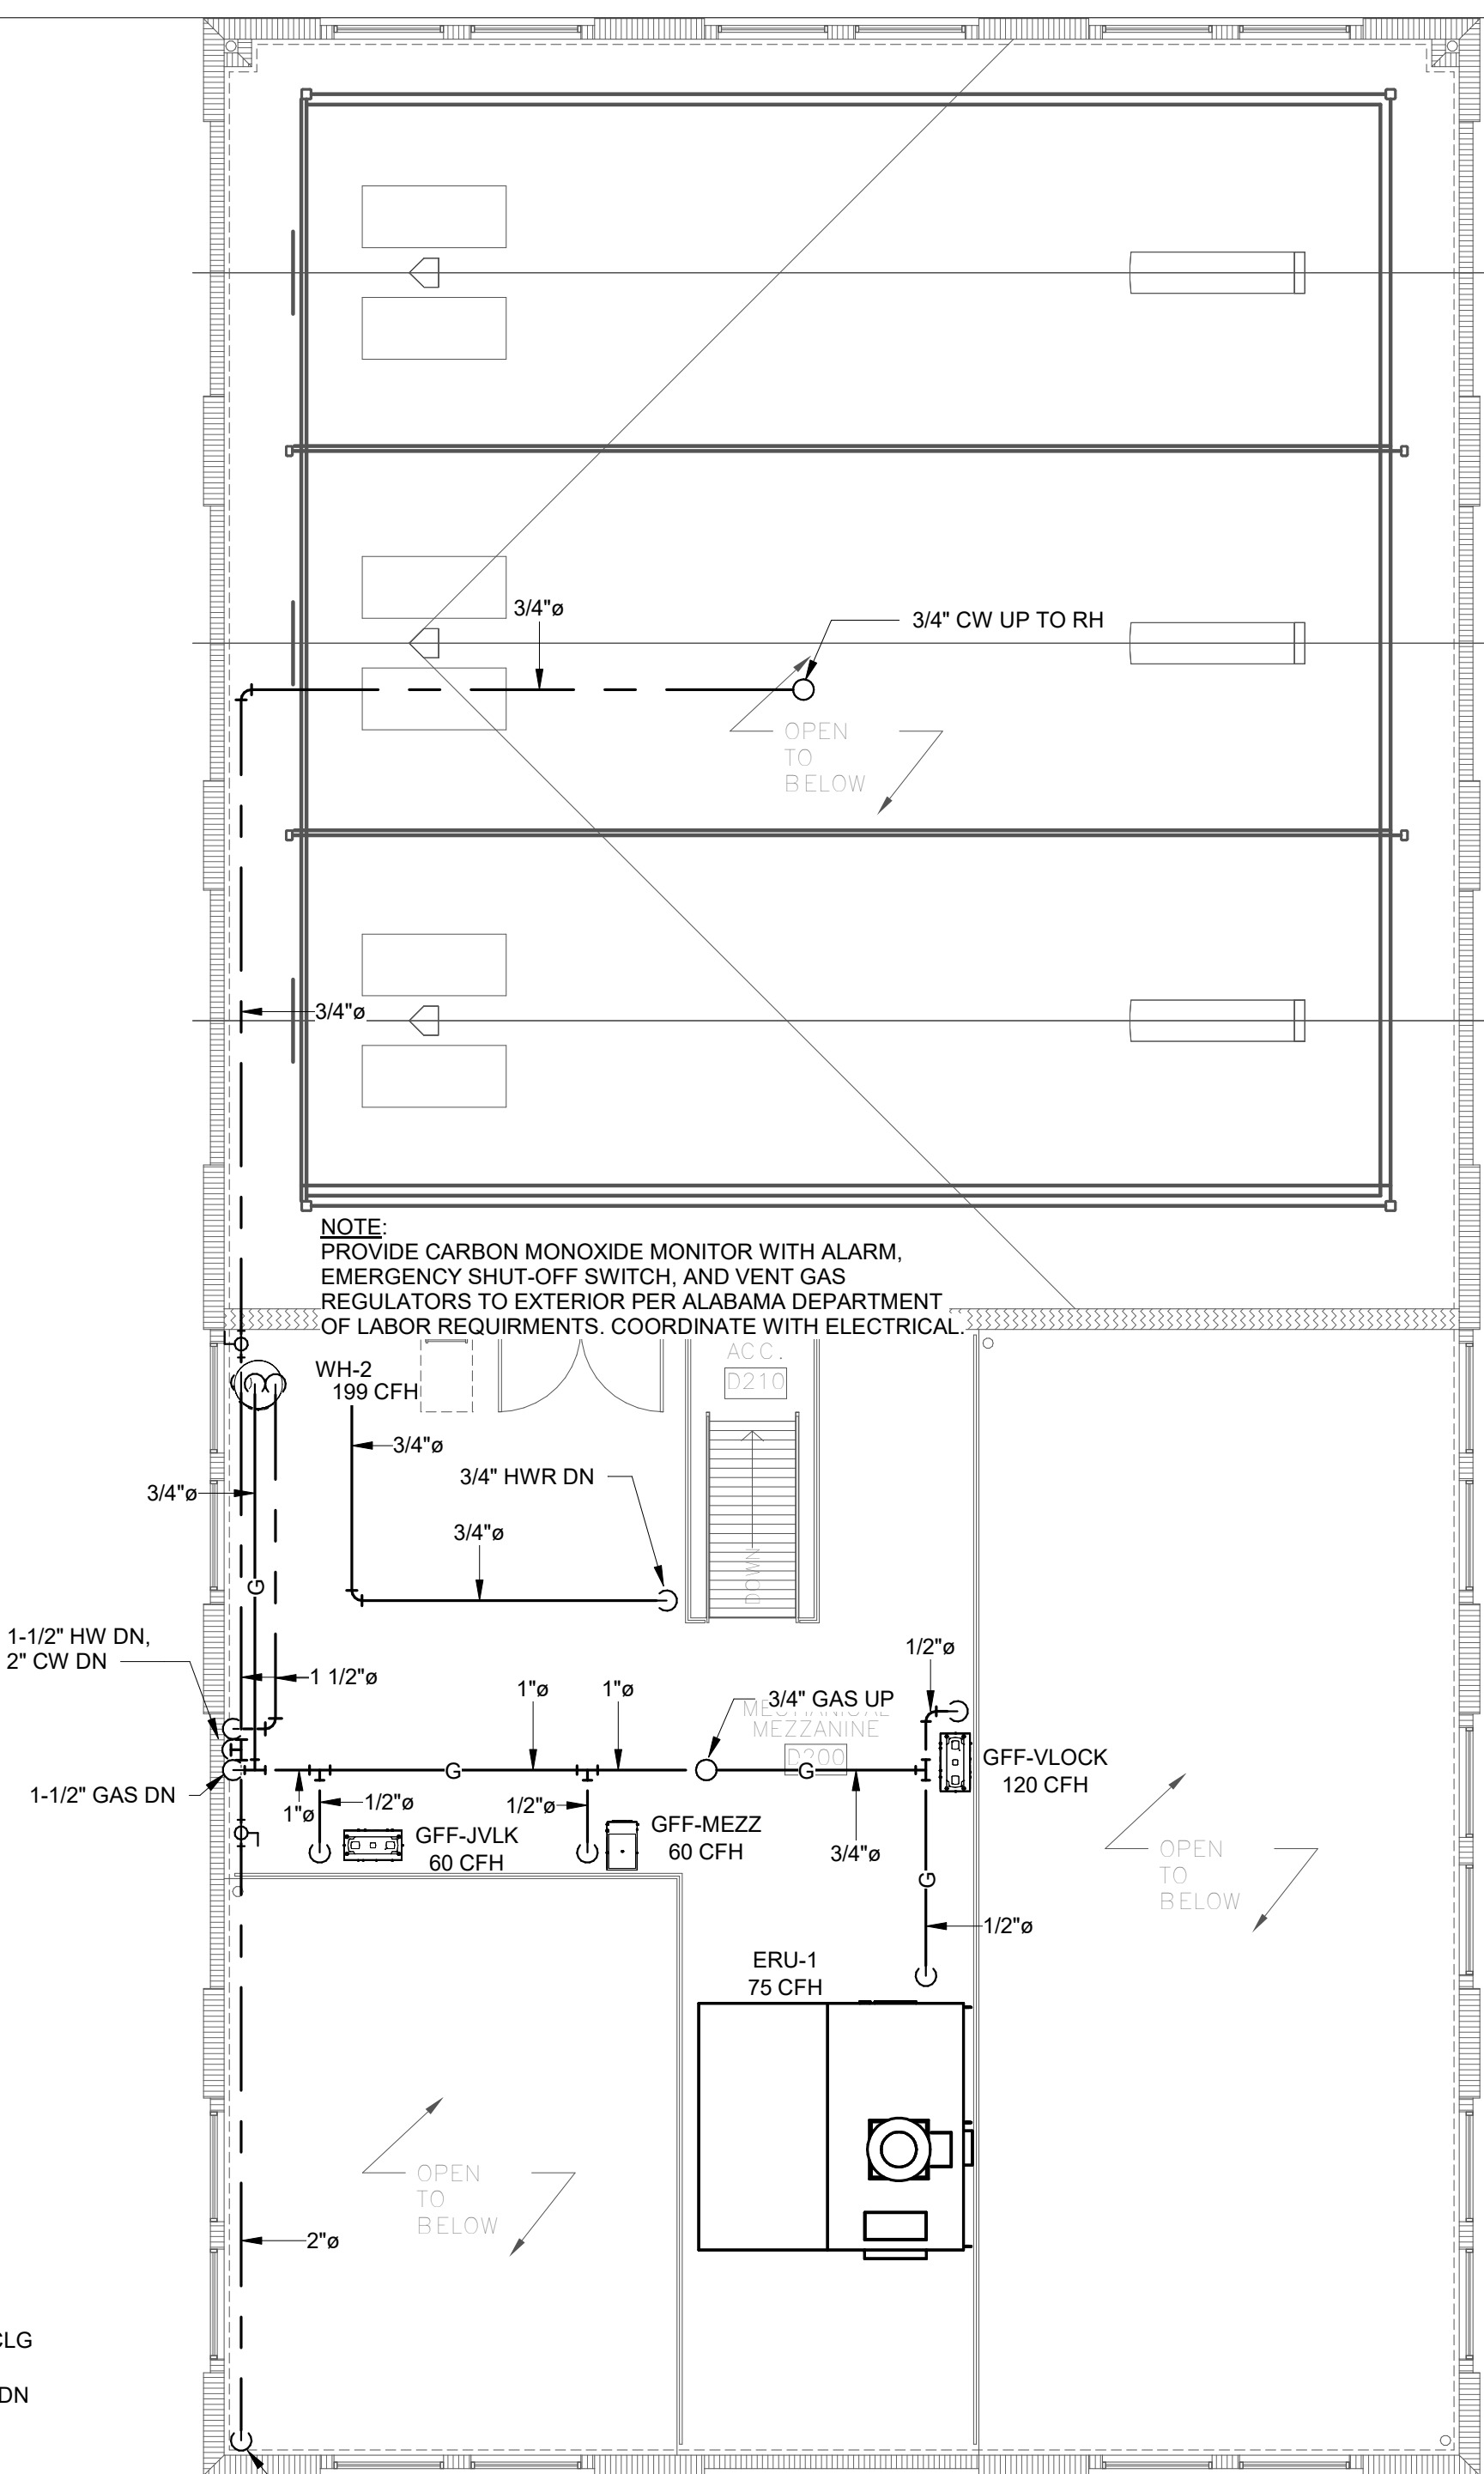 3/4"ø
3/4" CW UP TO RH
OPEN
TO
BELOW
3/4"ø
NOTE:
PROVIDE CARBON MONOXIDE MONITOR WITH ALARM,
EMERGENCY SHUT-OFF SWITCH, AND VENT GAS
REGULATORS TO EXTERIOR PER ALABAMA DEPARTMENT
OF LABOR REQUIRMENTS. COORDINATE WITH ELECTRICAL.
ACC.
D210
WH-2
199 CFH
3/4"ø
3/4" HWR DN
3/4"ø
3/4"ø
DOWN
G
1-1/2" HW DN,
2" CW DN
1 1/2"ø
1/2"ø
1"ø
1"ø
3/4" GAS UP
MECHANICAL
MEZZANINE
D200
G
G
GFF-VLOCK
120 CFH
1-1/2" GAS DN
1"ø
1/2"ø
1/2"ø
GFF-JVLK
60 CFH
GFF-MEZZ
60 CFH
3/4"ø
G
OPEN
TO
BELOW
1/2"ø
ERU-1
75 CFH
OPEN
TO
BELOW
2"ø
CLG
DN